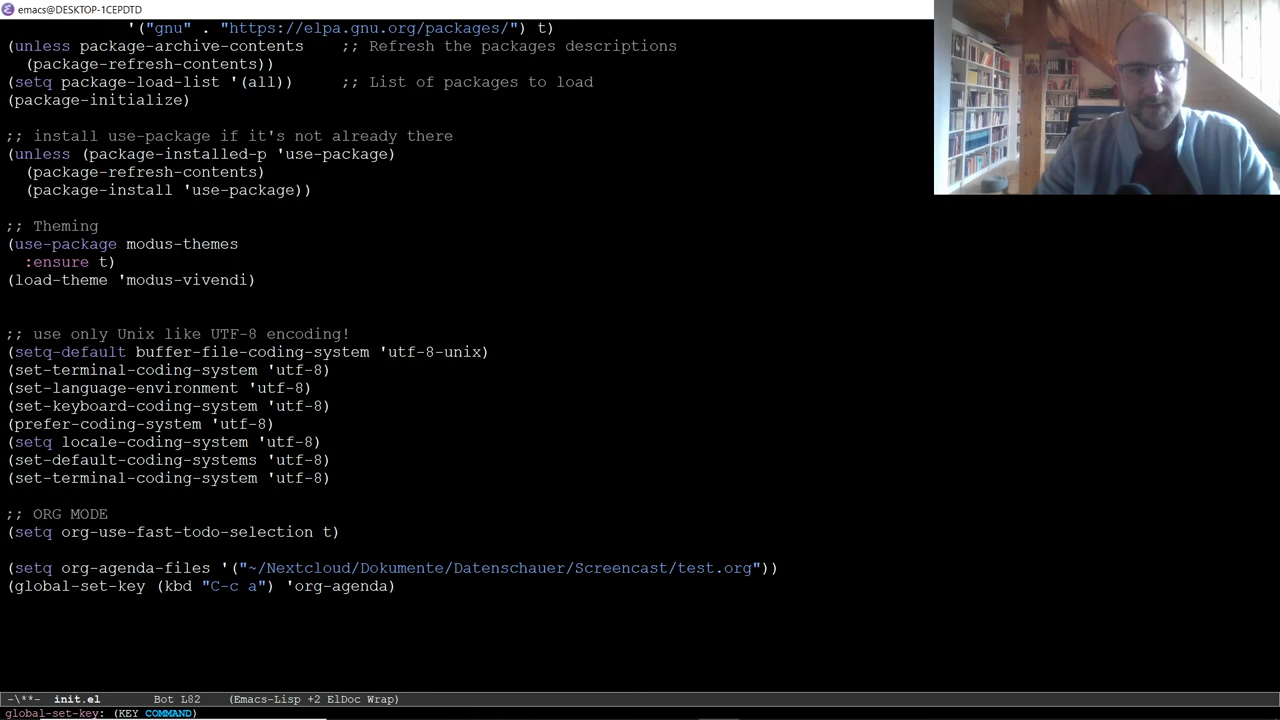 emacs@DESKTOP-1CEPDTD
'("gnu" . "https://elpa.gnu.org/packages/") t)
(unless package-archive-contents    ;; Refresh the packages descriptions
  (package-refresh-contents))
(setq package-load-list '(all))     ;; List of packages to load
(package-initialize)
;; install use-package if it's not already there
(unless (package-installed-p 'use-package)
  (package-refresh-contents)
  (package-install 'use-package))
;; Theming
(use-package modus-themes
  :ensure t)
(load-theme 'modus-vivendi)
;; use only Unix like UTF-8 encoding!
(setq-default buffer-file-coding-system 'utf-8-unix)
(set-terminal-coding-system 'utf-8)
(set-language-environment 'utf-8)
(set-keyboard-coding-system 'utf-8)
(prefer-coding-system 'utf-8)
(setq locale-coding-system 'utf-8)
(set-default-coding-systems 'utf-8)
(set-terminal-coding-system 'utf-8)
;; ORG MODE
(setq org-use-fast-todo-selection t)
(setq org-agenda-files '("~/Nextcloud/Dokumente/Datenschauer/Screencast/test.org"))
(global-set-key (kbd "C-c a") 'org-agenda)
-\**-  init.el      Bot L82   (Emacs-Lisp +2 ElDoc Wrap)
global-set-key: (KEY COMMAND)